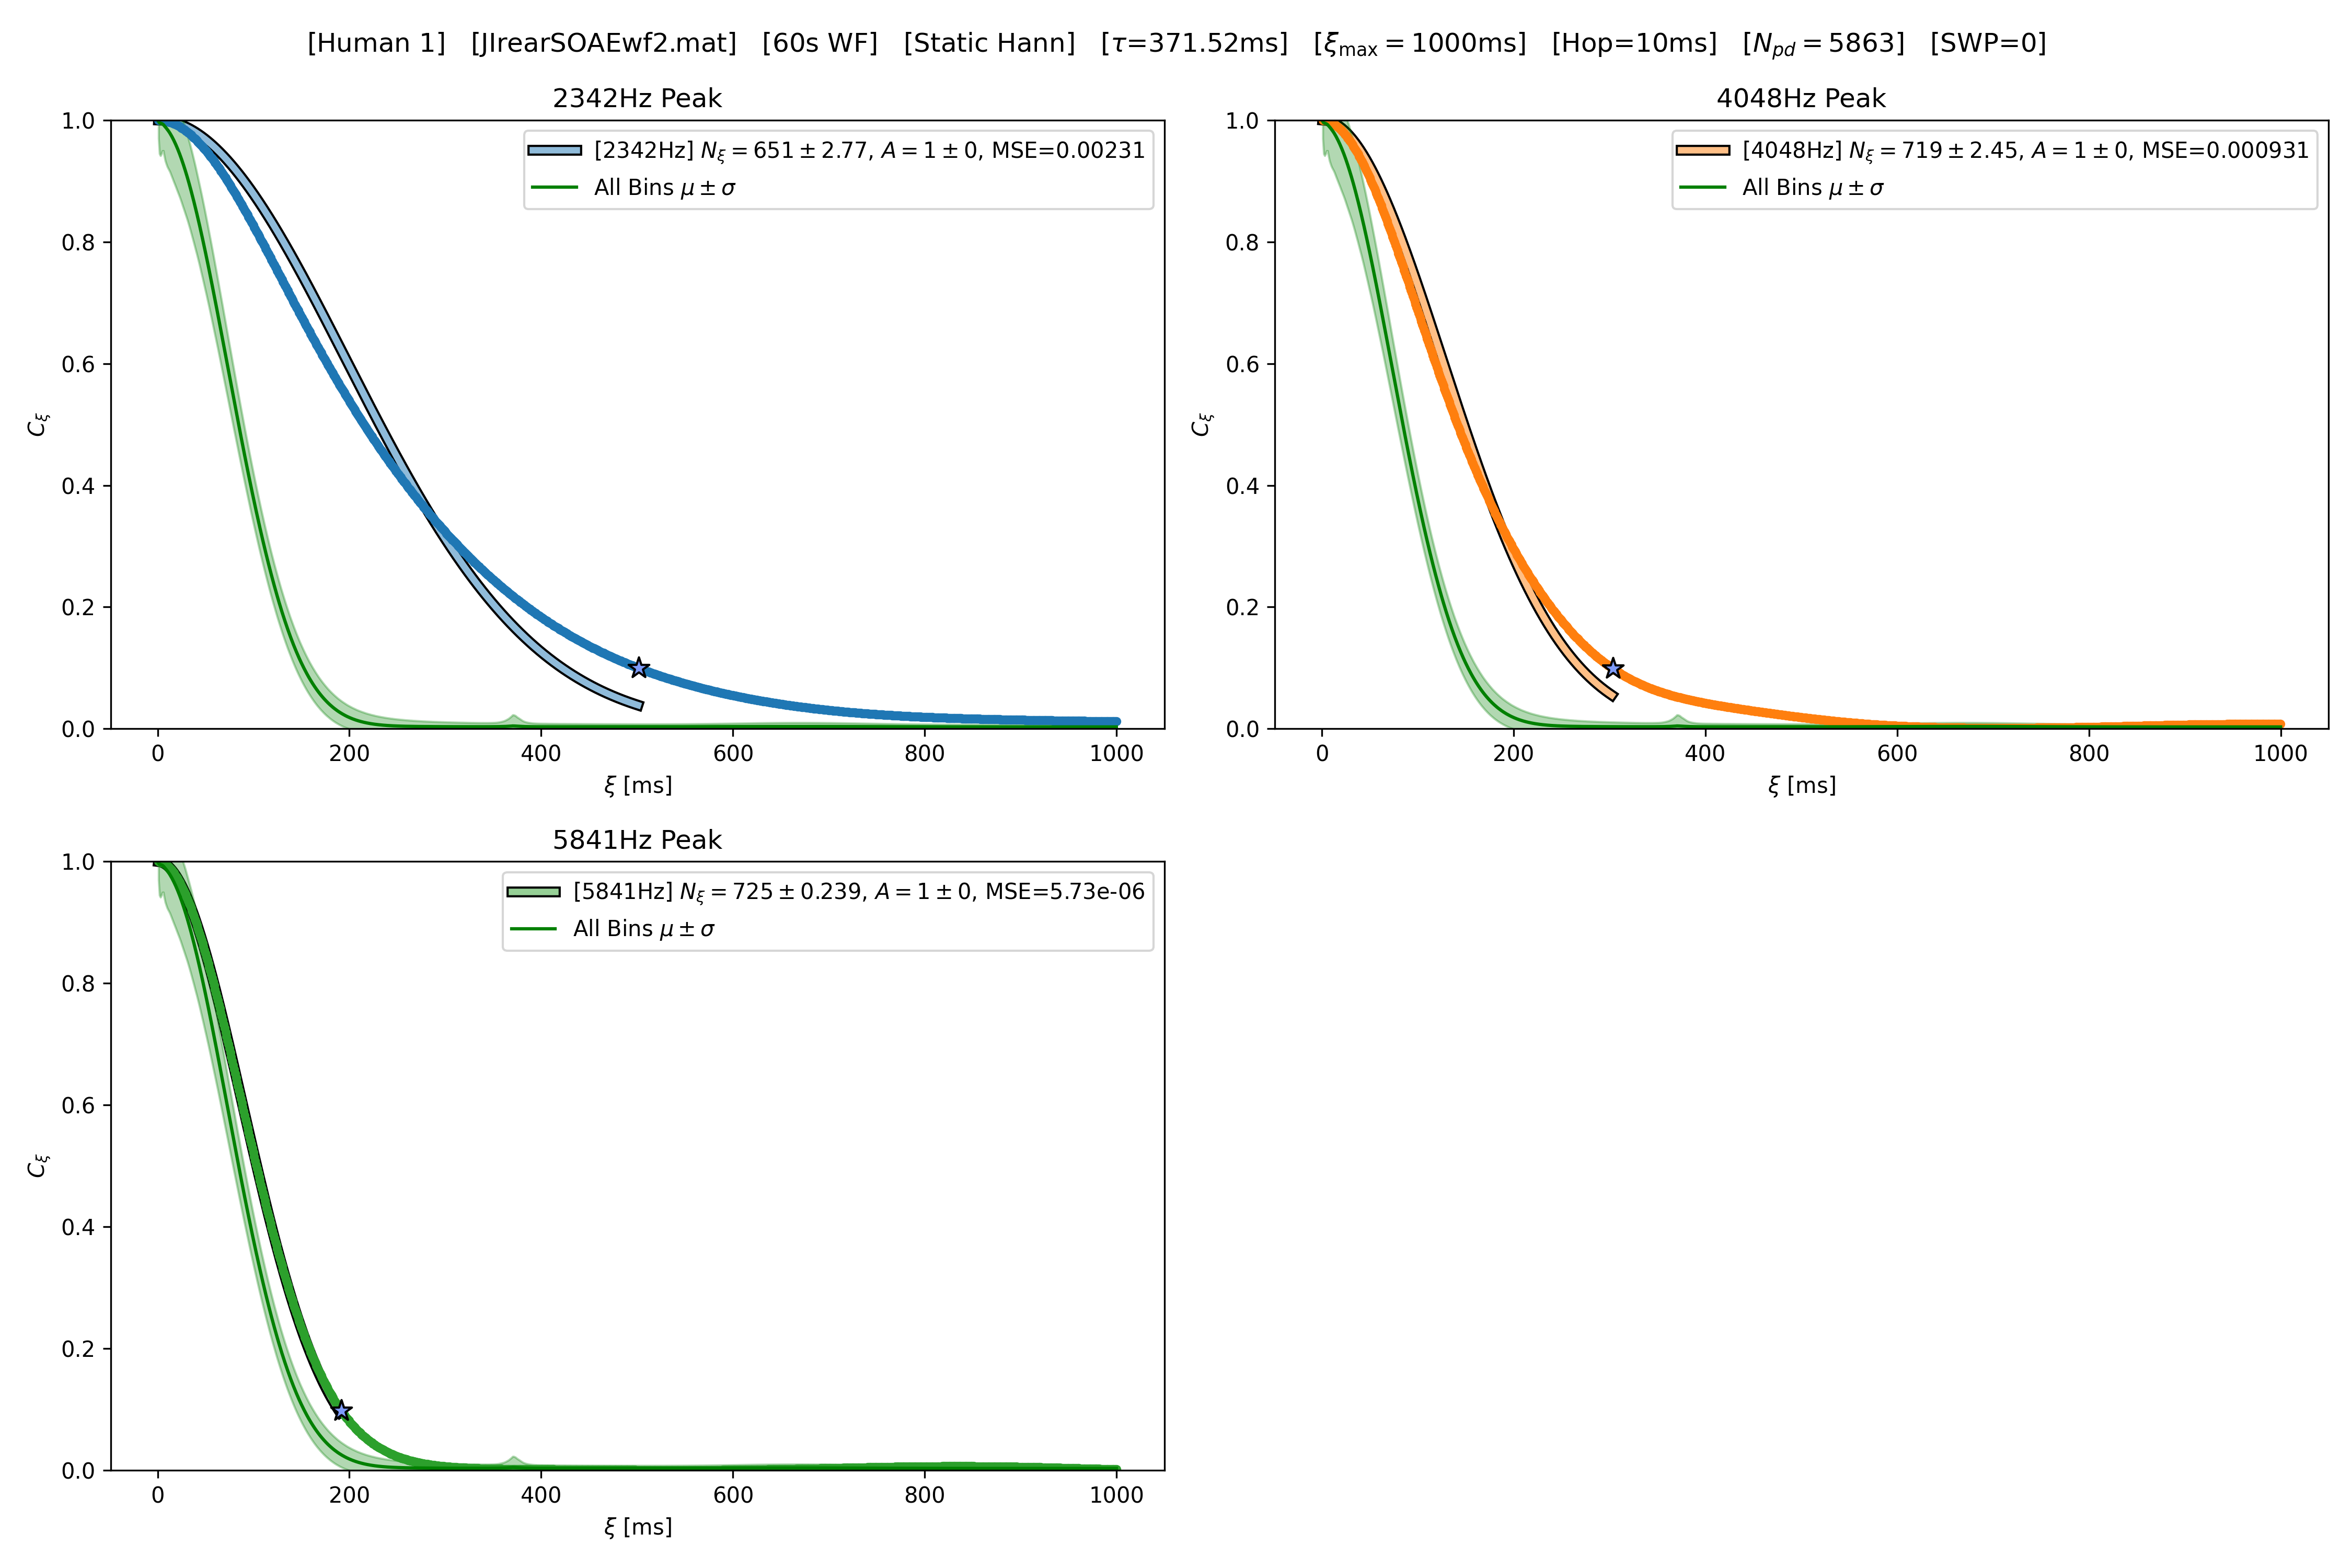 [Human 1] [JIrearSOAEwf2.mat] [60s WF] [Static Hann] [τ=371.52ms] [ξmax = 1000ms] [Hop=10ms] [Npd = 5863] [SWP=0]
2342Hz Peak
[2342Hz] Nξ = 651 ± 2.77, A = 1 ± 0, MSE=0.00231
All Bins μ ± σ
1.0
0.8
0.6
0.4
0.2
0.0
Cξ
0 200 400 600 800 1000
ξ [ms]
4048Hz Peak
[4048Hz] Nξ = 719 ± 2.45, A = 1 ± 0, MSE=0.000931
All Bins μ ± σ
1.0
0.8
0.6
0.4
0.2
0.0
Cξ
0 200 400 600 800 1000
ξ [ms]
5841Hz Peak
[5841Hz] Nξ = 725 ± 0.239, A = 1 ± 0, MSE=5.73e-06
All Bins μ ± σ
1.0
0.8
0.6
0.4
0.2
0.0
Cξ
0 200 400 600 800 1000
ξ [ms]